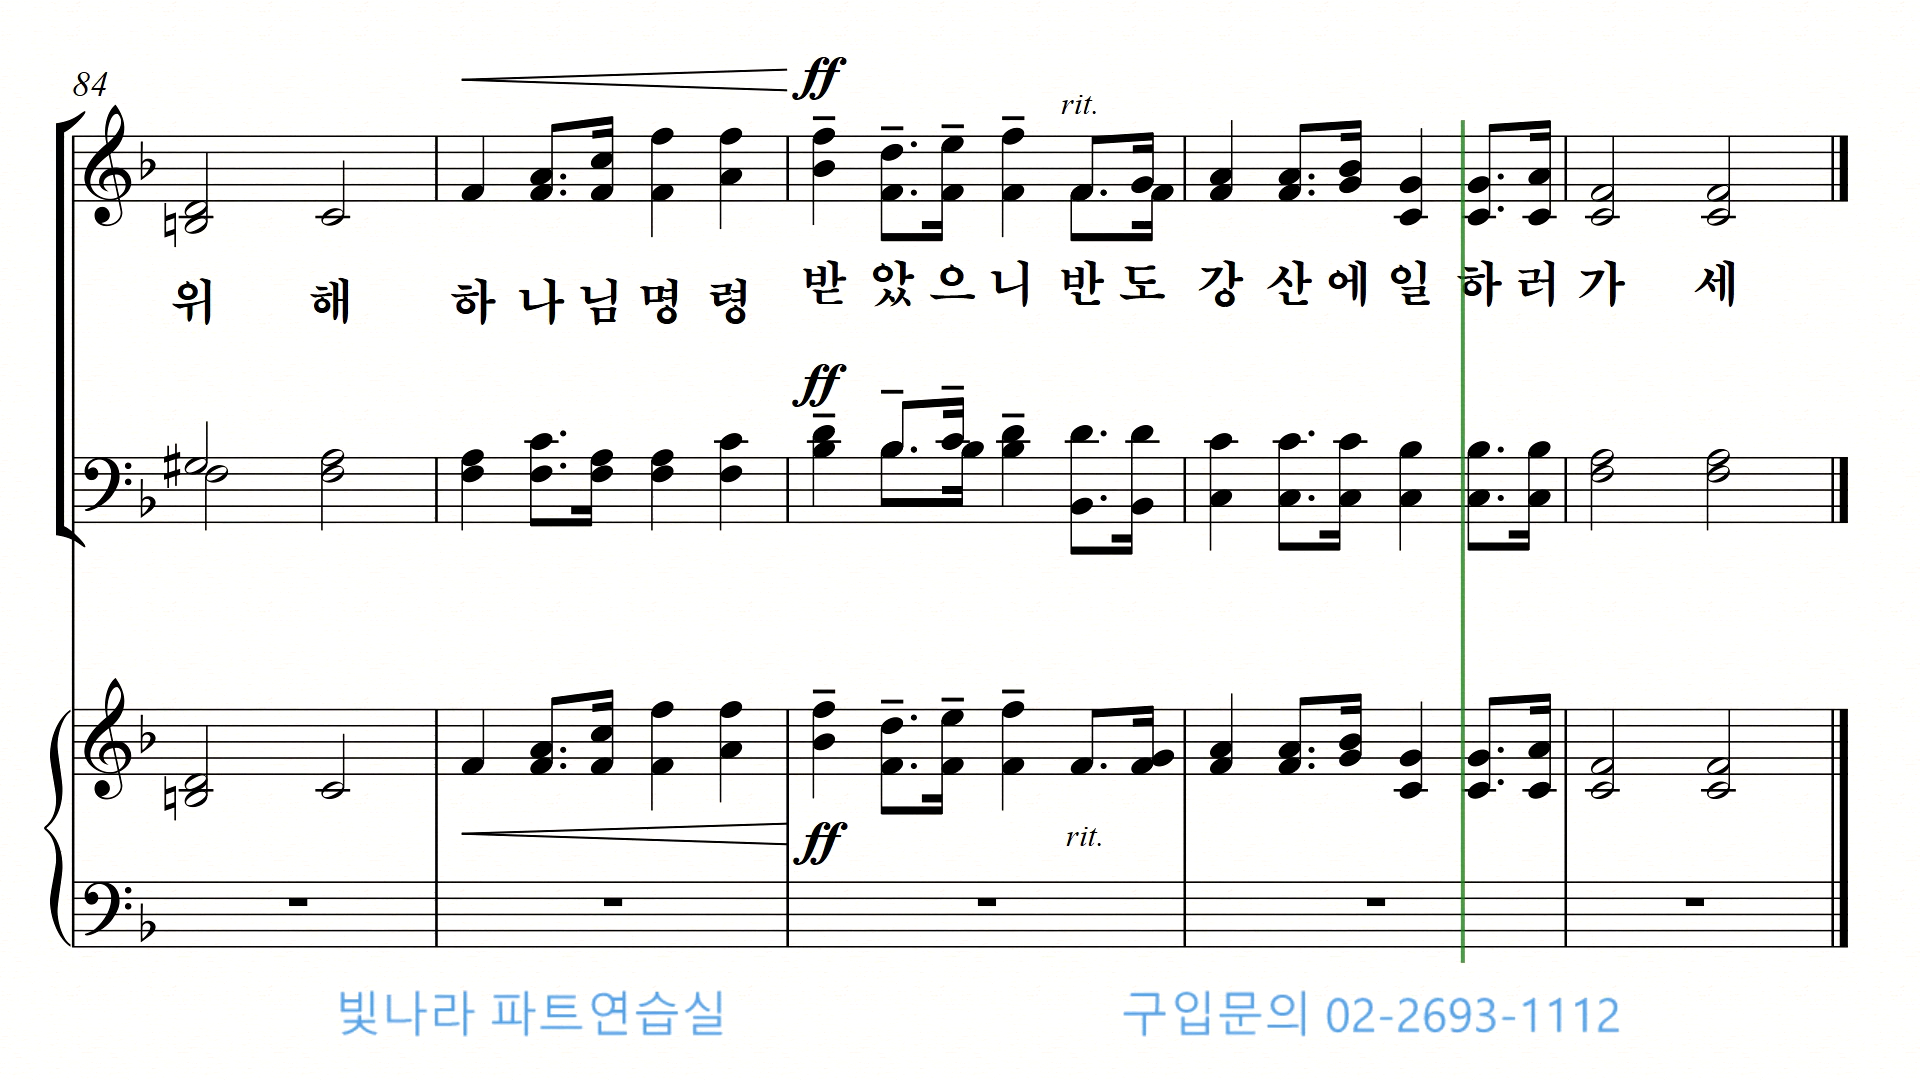 84
ff
rit.
위 해 하 나 님 명 령 받 았 으 니 반 도 강 산 에 일 하 러 가 세
ff
ff rit.
빛나라 파트연습실 구입문의 02-2693-1112